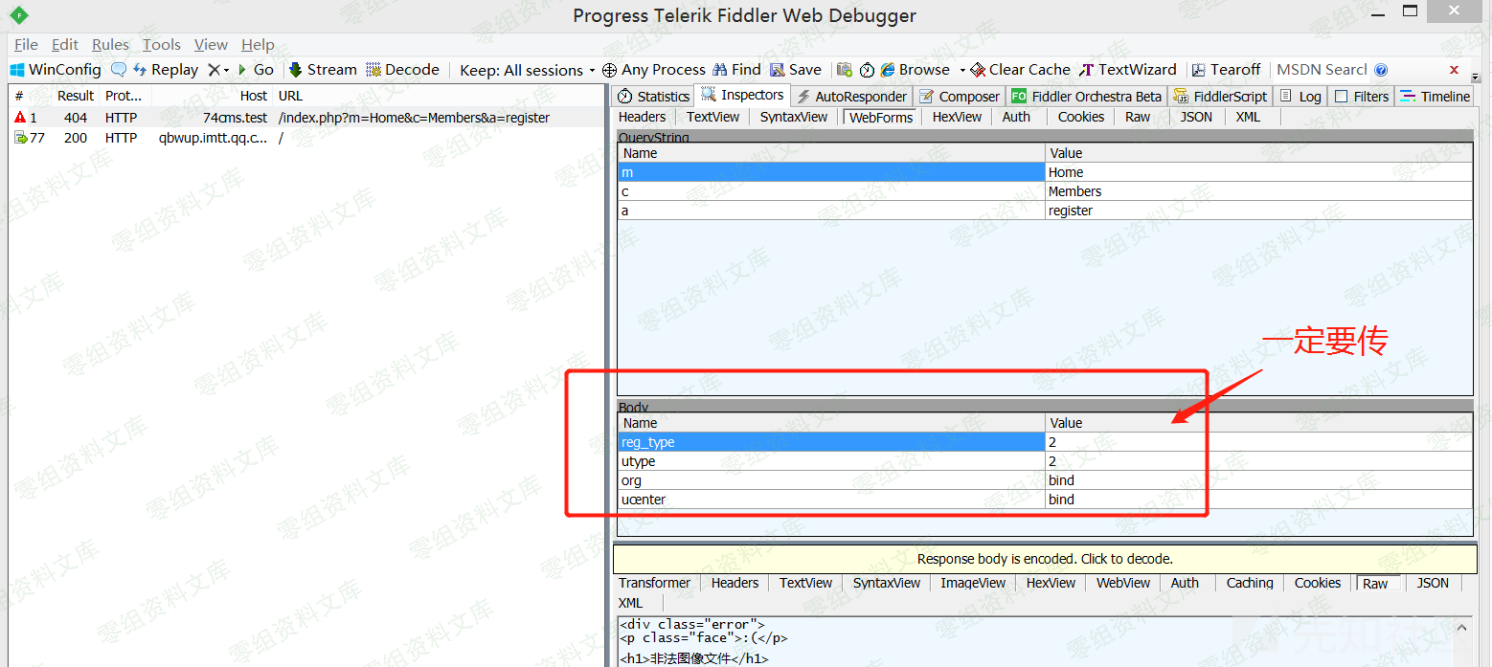 Progress Telerik Fiddler Web Debugger
File Edit Rules Tools View Help
WinConfig Replay Go Stream Decode Keep: All sessions Any Process Find Save Browse Clear Cache TextWizard Tearoff MSDN Search x
# Result Prot... Host URL
1 404 HTTP 74cms.test /index.php?m=Home&c=Members&a=register
77 200 HTTP qbwup.imtt.qq.c... /
Statistics Inspectors AutoResponder Composer FO Fiddler Orchestra Beta FiddlerScript Log Filters Timeline
Headers TextView SyntaxView WebForms HexView Auth Cookies Raw JSON XML
QueryString
Name Value
m Home
c Members
a register
一定要传
Body
Name Value
reg_type 2
utype 2
org bind
ucenter bind
Response body is encoded. Click to decode.
Transformer Headers TextView SyntaxView ImageView HexView WebView Auth Caching Cookies Raw JSON
XML
<div class="error">
<p class="face">:(</p>
<h1>非法图像文件</h1>
零组资料文库
先知社区